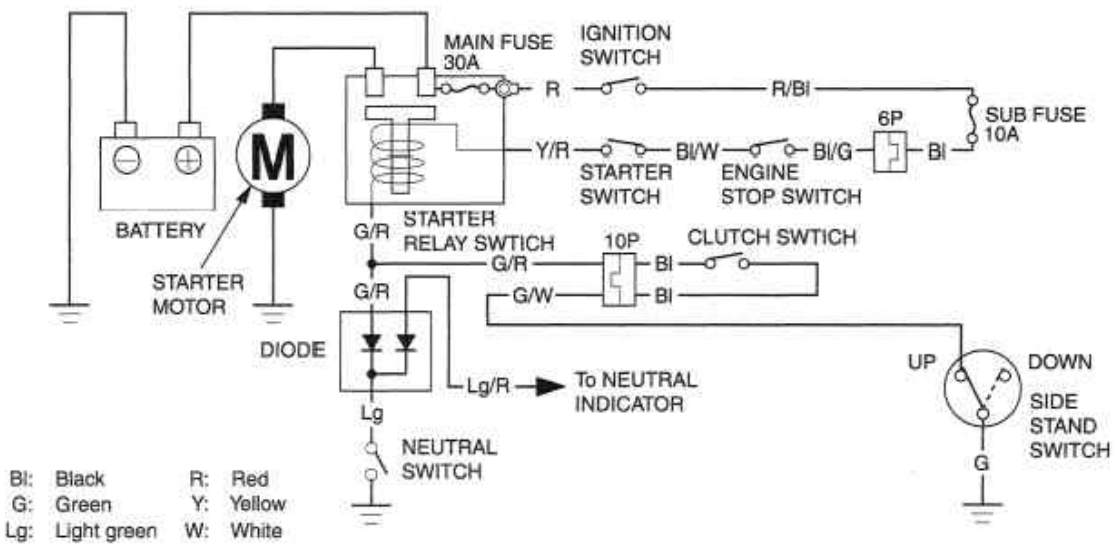 MAIN FUSE
30A
IGNITION
SWITCH
R
R/Bl
SUB FUSE
10A
6P
M
Y/R
Bl/W
Bl/G
Bl
STARTER
SWITCH
ENGINE
STOP SWITCH
BATTERY
STARTER
RELAY SWTICH
G/R
STARTER
MOTOR
G/R
10P
Bl
CLUTCH SWTICH
G/R
G/W
Bl
DIODE
UP
DOWN
Lg/R
To NEUTRAL
INDICATOR
SIDE
STAND
SWITCH
Lg
NEUTRAL
SWITCH
G
Bl: Black R: Red
G: Green Y: Yellow
Lg: Light green W: White